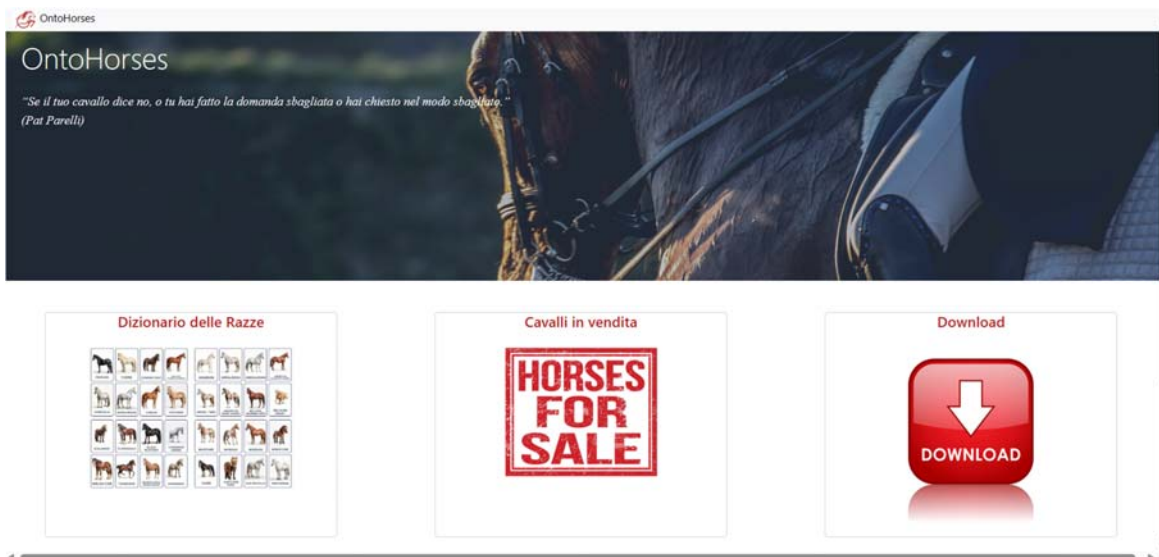 OntoHorses
OntoHorses
"Se il tuo cavallo dice no, o tu hai fatto la domanda sbagliata o hai chiesto nel modo sbagliato."
(Pat Parelli)
Dizionario delle Razze
Cavalli in vendita
Download
HORSES
FOR
SALE
DOWNLOAD